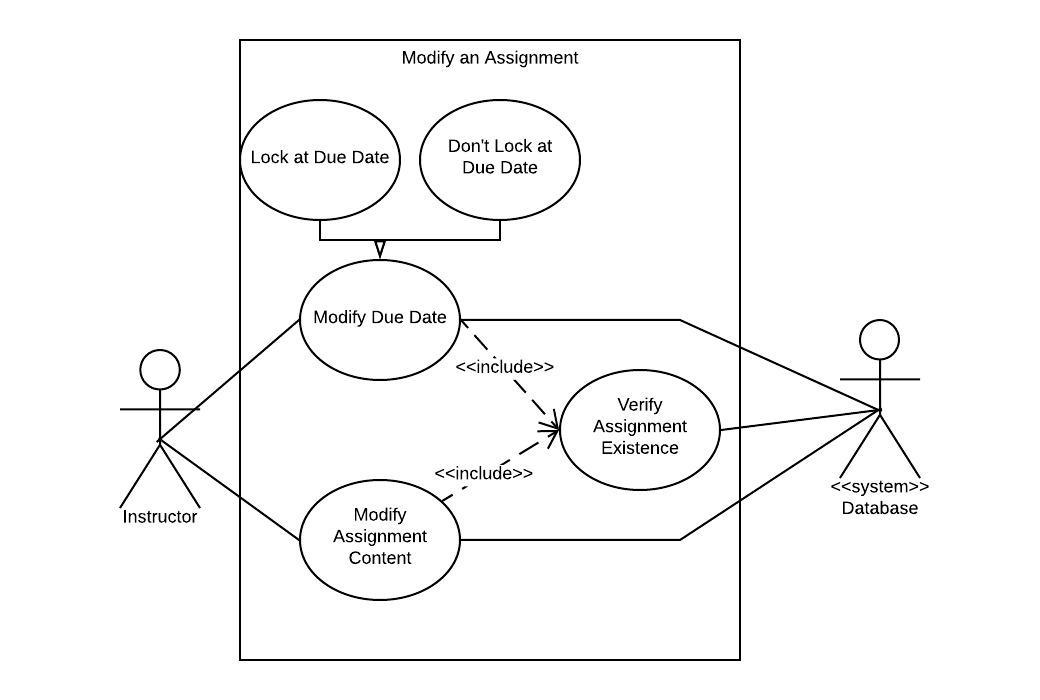 Modify an Assignment
Lock at Due Date
Don't Lock at
Due Date
Modify Due Date
<<include>>
Verify
Assignment
Existence
<<include>>
Modify
Assignment
Content
Instructor
<<system>>
Database